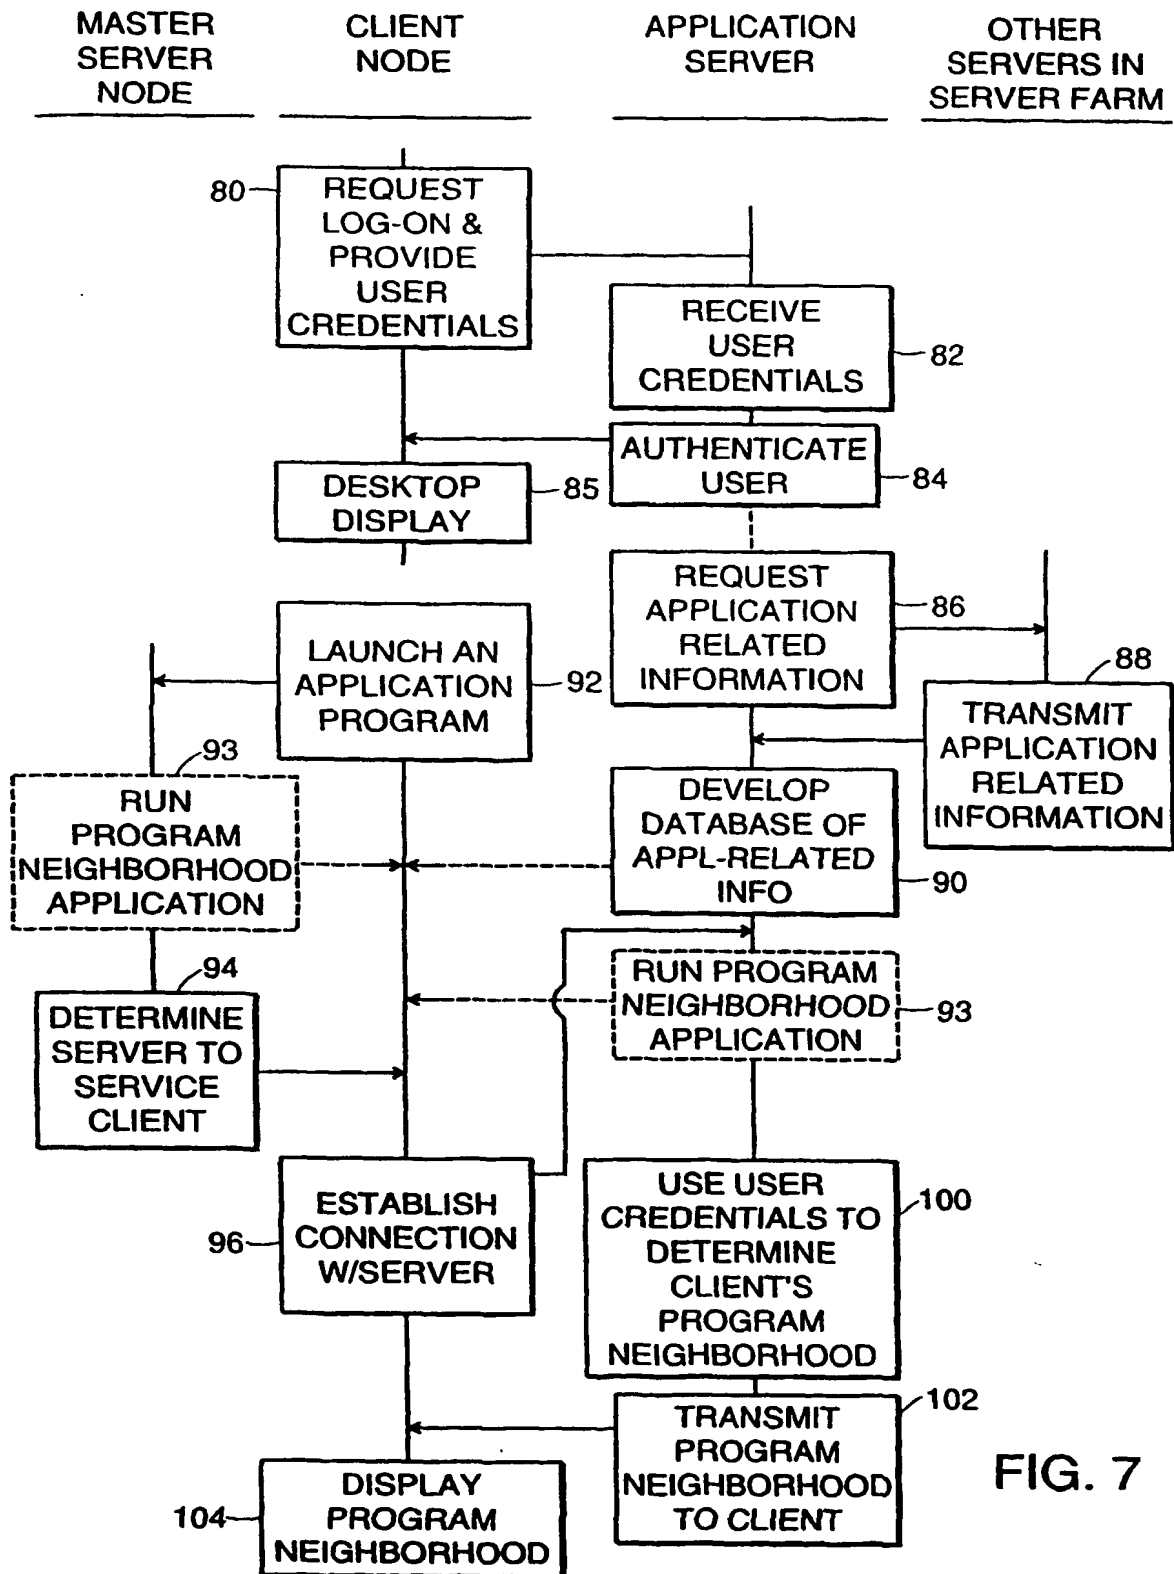 MASTER
SERVER
NODE
CLIENT
NODE
APPLICATION
SERVER
OTHER
SERVERS IN
SERVER FARM
80
REQUEST
LOG-ON &
PROVIDE
USER
CREDENTIALS
RECEIVE
USER
CREDENTIALS
82
AUTHENTICATE
USER
84
DESKTOP
DISPLAY
85
REQUEST
APPLICATION
RELATED
INFORMATION
86
88
TRANSMIT
APPLICATION
RELATED
INFORMATION
LAUNCH AN
APPLICATION
PROGRAM
92
93
RUN
PROGRAM
NEIGHBORHOOD
APPLICATION
DEVELOP
DATABASE OF
APPL-RELATED
INFO
90
RUN PROGRAM
NEIGHBORHOOD
APPLICATION
93
94
DETERMINE
SERVER TO
SERVICE
CLIENT
96
ESTABLISH
CONNECTION
W/SERVER
USE USER
CREDENTIALS TO
DETERMINE
CLIENT'S
PROGRAM
NEIGHBORHOOD
100
TRANSMIT
PROGRAM
NEIGHBORHOOD
TO CLIENT
102
104
DISPLAY
PROGRAM
NEIGHBORHOOD
FIG. 7